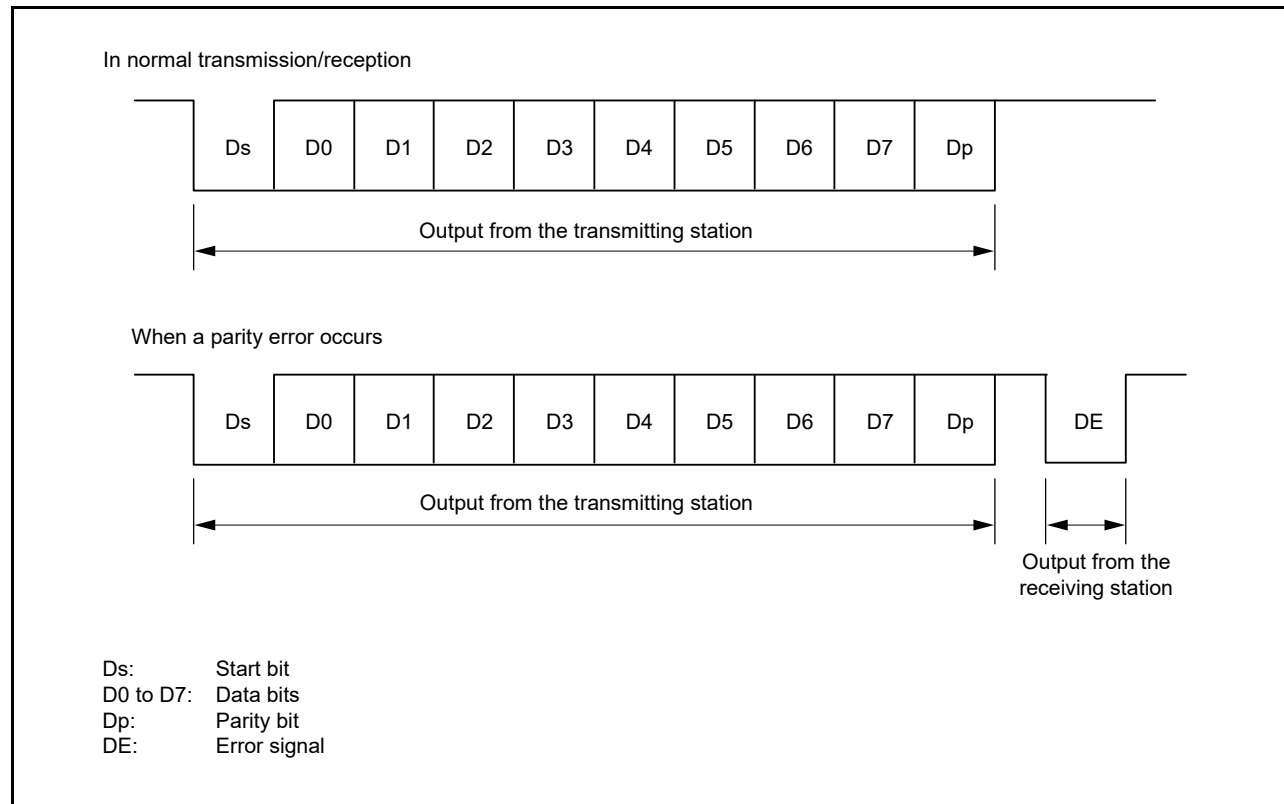 In normal transmission/reception
Ds D0 D1 D2 D3 D4 D5 D6 D7 Dp
Output from the transmitting station
When a parity error occurs
Ds D0 D1 D2 D3 D4 D5 D6 D7 Dp DE
Output from the transmitting station
Output from the
receiving station
Ds: Start bit
D0 to D7: Data bits
Dp: Parity bit
DE: Error signal